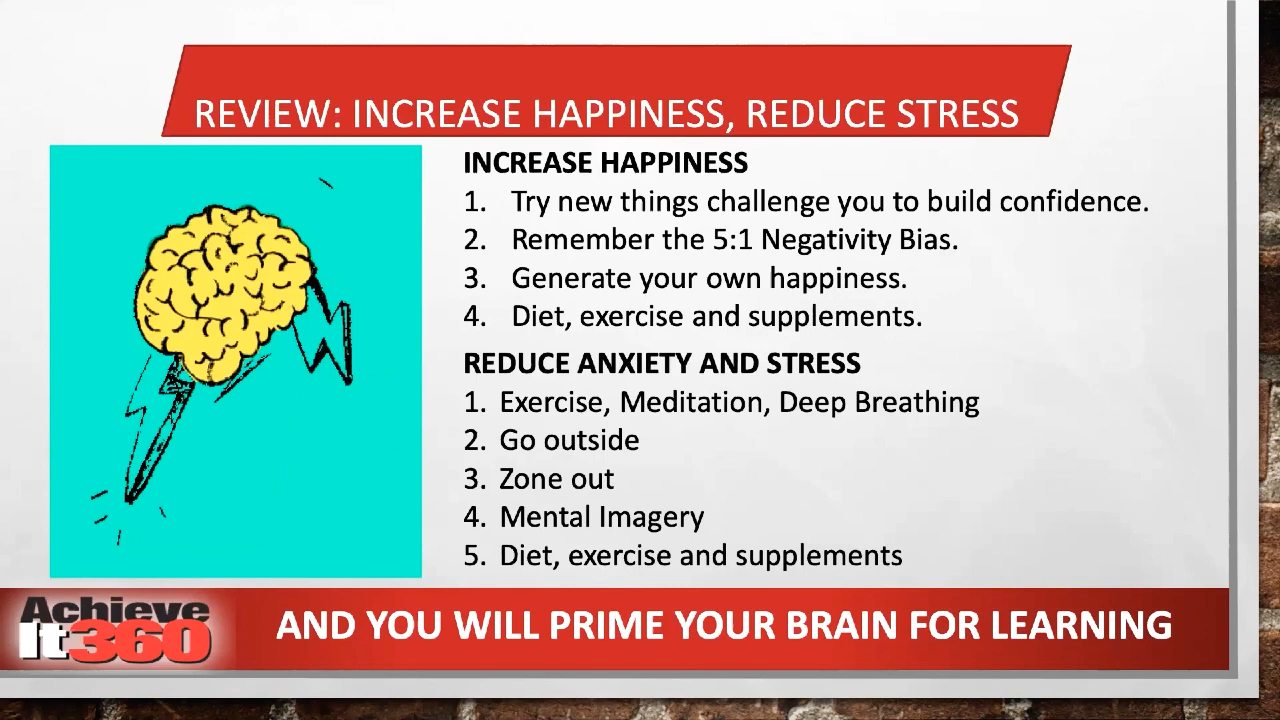 REVIEW: INCREASE HAPPINESS, REDUCE STRESS
INCREASE HAPPINESS
1. Try new things challenge you to build confidence.
2. Remember the 5:1 Negativity Bias.
3. Generate your own happiness.
4. Diet, exercise and supplements.
REDUCE ANXIETY AND STRESS
1. Exercise, Meditation, Deep Breathing
2. Go outside
3. Zone out
4. Mental Imagery
5. Diet, exercise and supplements
Achieve
It360
AND YOU WILL PRIME YOUR BRAIN FOR LEARNING